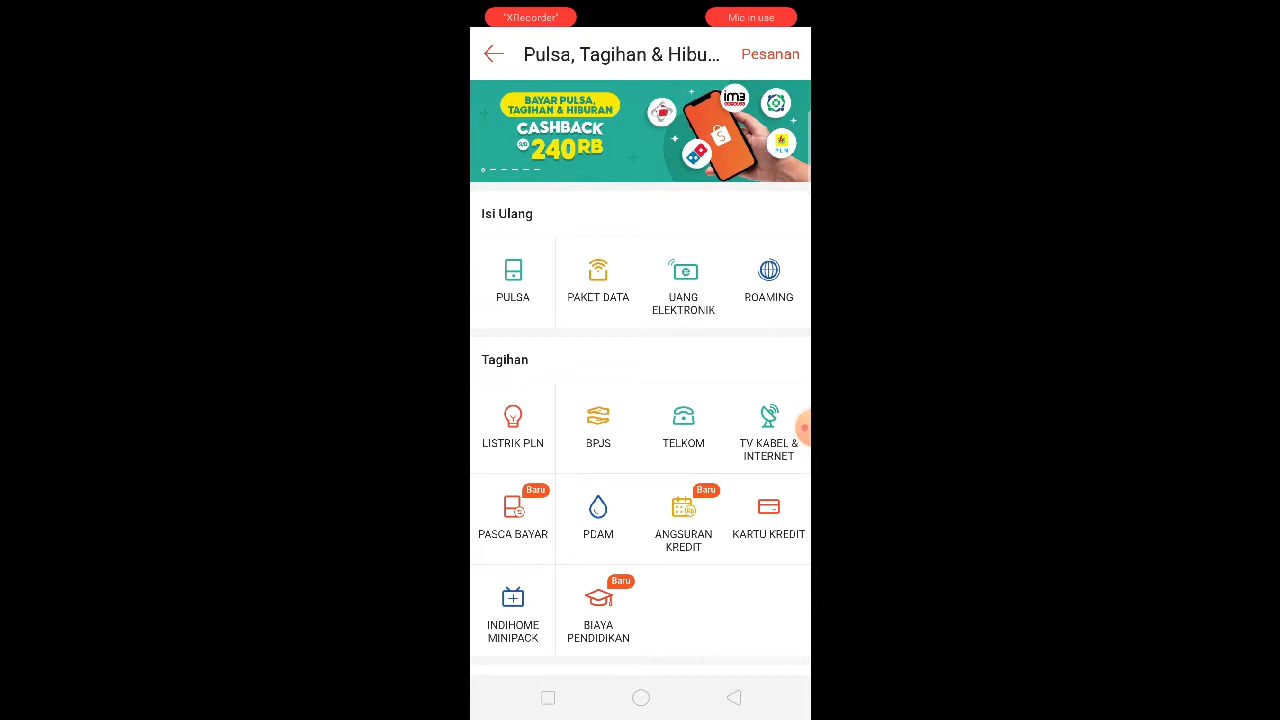 "XRecorder"
Mic in use
Pulsa, Tagihan & Hibu...
Pesanan
BAYAR PULSA,
TAGIHAN & HIBURAN
CASHBACK
S/D 240RB
im3
PLN
Isi Ulang
PULSA
PAKET DATA
UANG
ELEKTRONIK
ROAMING
Tagihan
LISTRIK PLN
BPJS
TELKOM
TV KABEL &
INTERNET
Baru
PASCA BAYAR
PDAM
Baru
ANGSURAN
KREDIT
KARTU KREDIT
INDIHOME
MINIPACK
Baru
BIAYA
PENDIDIKAN